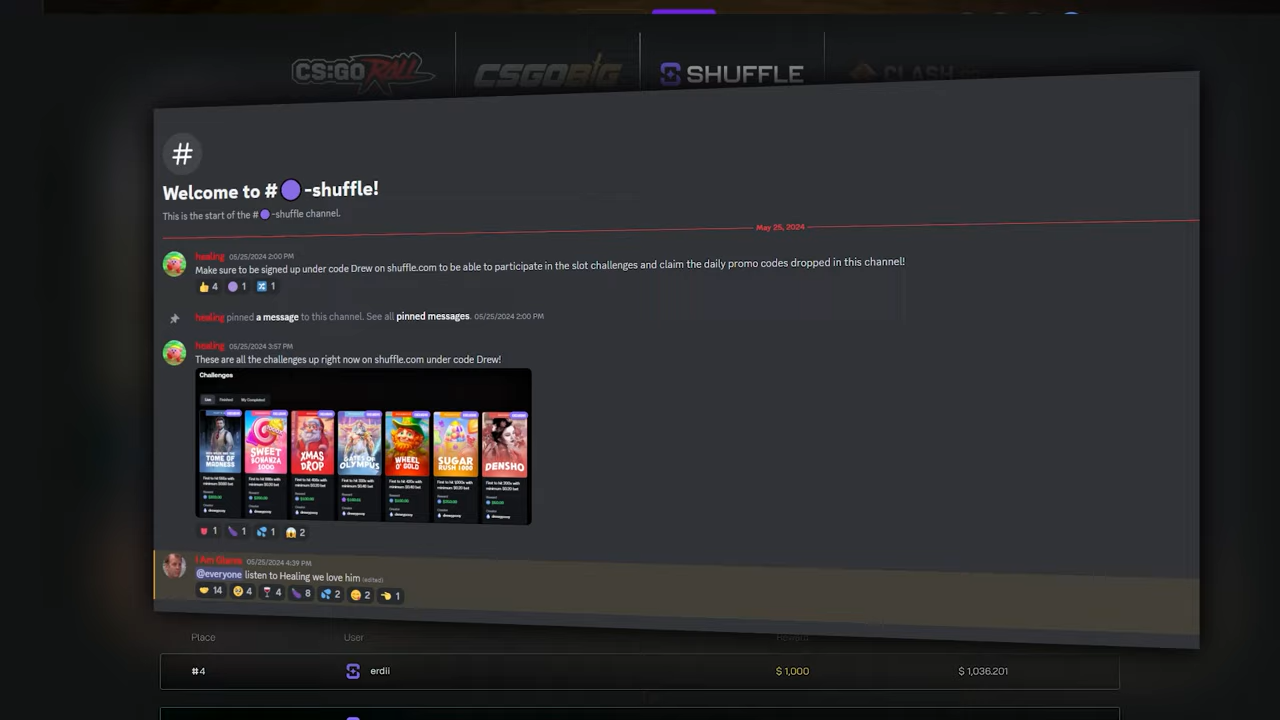 CS:GO ROLL
CSGOBIG
SHUFFLE
CLASH
#
Welcome to # -shuffle!
This is the start of the # -shuffle channel.
May 25, 2024
healing 05/25/2024 2:00 PM
Make sure to be signed up under code Drew on shuffle.com to be able to participate in the slot challenges and claim the daily promo codes dropped in this channel!
👍 4 🟣 1 1
healing pinned a message to this channel. See all pinned messages. 05/25/2024 2:00 PM
healing 05/25/2024 3:57 PM
These are all the challenges up right now on shuffle.com under code Drew!
Challenges
Live Finished My Completed
TOME OF MADNESS
SWEET BONANZA 1000
XMAS DROP
GATES OF OLYMPUS
WHEEL O' GOLD
SUGAR RUSH 1000
DENSHO
1 🍆 1 💦 1 😱 2
05/25/2024 4:39 PM
@everyone listen to Healing we love him (edited)
14 4 🍷 4 🍆 8 💦 2 2 1
Place User Reward
#4 erdii $ 1,000 $ 1,036.201